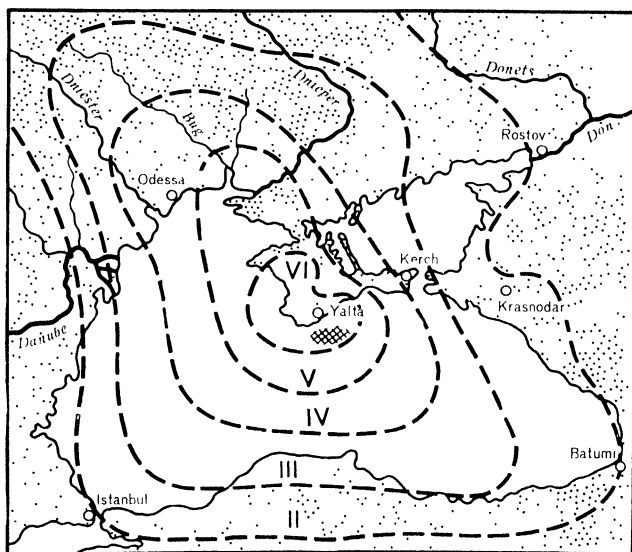 Donets
Dniester
Dnieper
Bug
Rostov
Don
Odessa
VI
Kerch
Krasnodar
Yalta
Danube
V
IV
Batumi
III
Istanbul
II